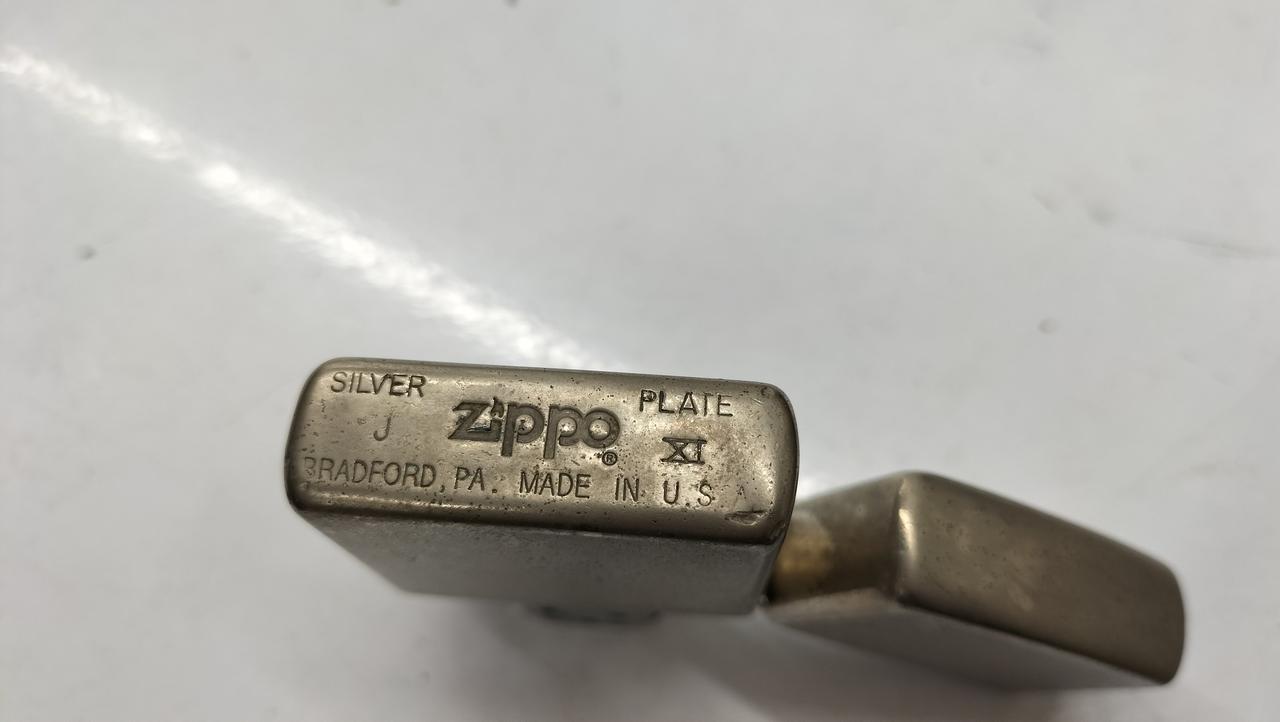 SILVER PLATE
J Zippo® XI
BRADFORD, PA. MADE IN U.S A